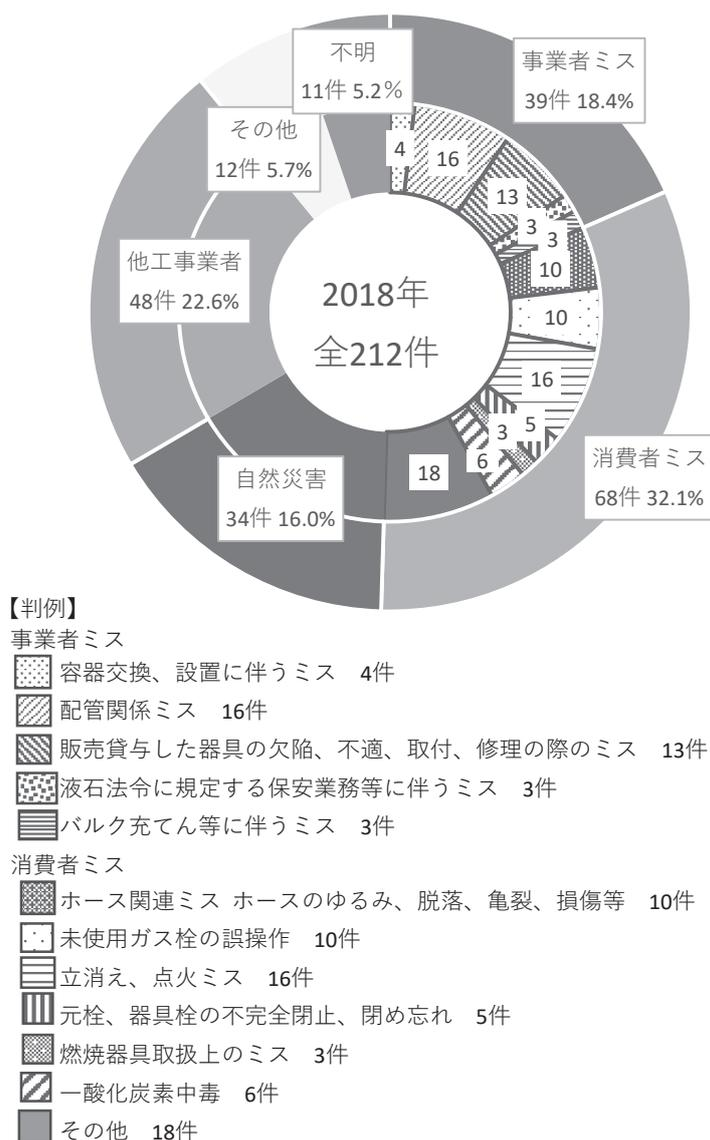 不明
11件 5.2%
事業者ミス
39件 18.4%
その他
12件 5.7%
4
16
13
3
3
10
他工事業者
48件 22.6%
2018年
全212件
10
16
5
3
6
18
消費者ミス
68件 32.1%
自然災害
34件 16.0%
【判例】
事業者ミス
容器交換、設置に伴うミス　4件
配管関係ミス　16件
販売貸与した器具の欠陥、不適、取付、修理の際のミス　13件
液石法令に規定する保安業務等に伴うミス　3件
バルク充てん等に伴うミス　3件
消費者ミス
ホース関連ミス ホースのゆるみ、脱落、亀裂、損傷等　10件
未使用ガス栓の誤操作　10件
立消え、点火ミス　16件
元栓、器具栓の不完全閉止、閉め忘れ　5件
燃焼器具取扱上のミス　3件
一酸化炭素中毒　6件
その他　18件